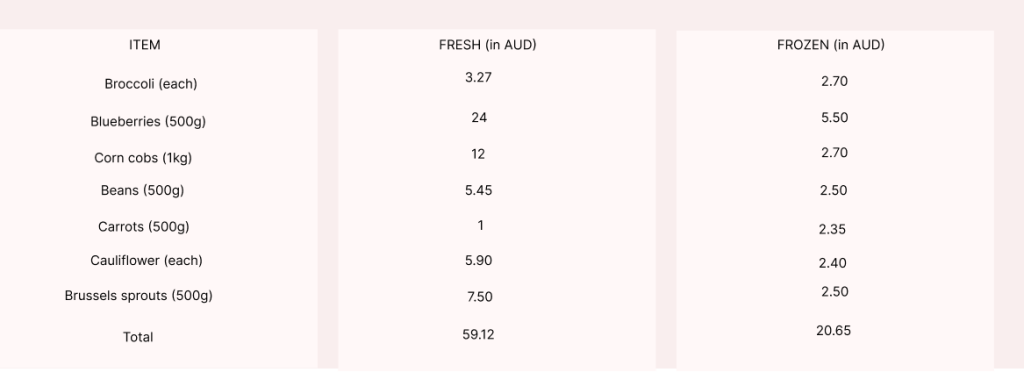 ITEM FRESH (in AUD) FROZEN (in AUD)
Broccoli (each) 3.27 2.70
Blueberries (500g) 24 5.50
Corn cobs (1kg) 12 2.70
Beans (500g) 5.45 2.50
Carrots (500g) 1 2.35
Cauliflower (each) 5.90 2.40
Brussels sprouts (500g) 7.50 2.50
Total 59.12 20.65